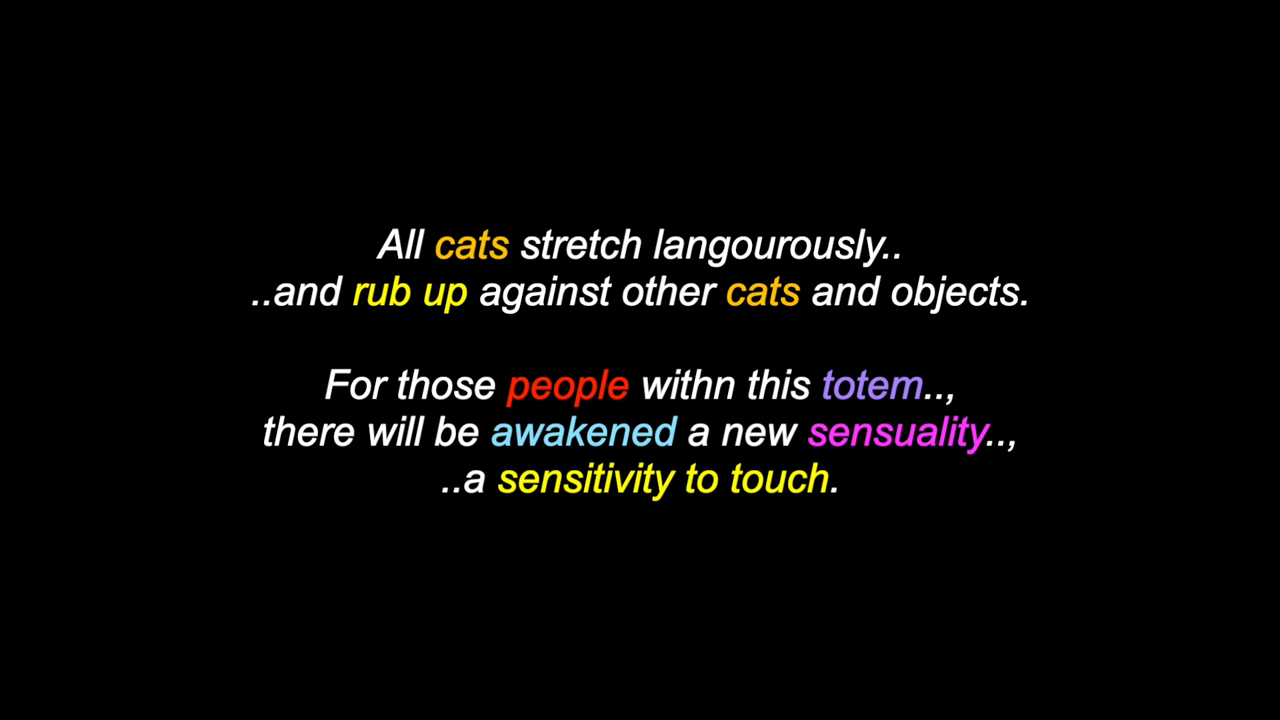 All cats stretch langourously..
..and rub up against other cats and objects.
For those people withn this totem..,
there will be awakened a new sensuality..,
..a sensitivity to touch.